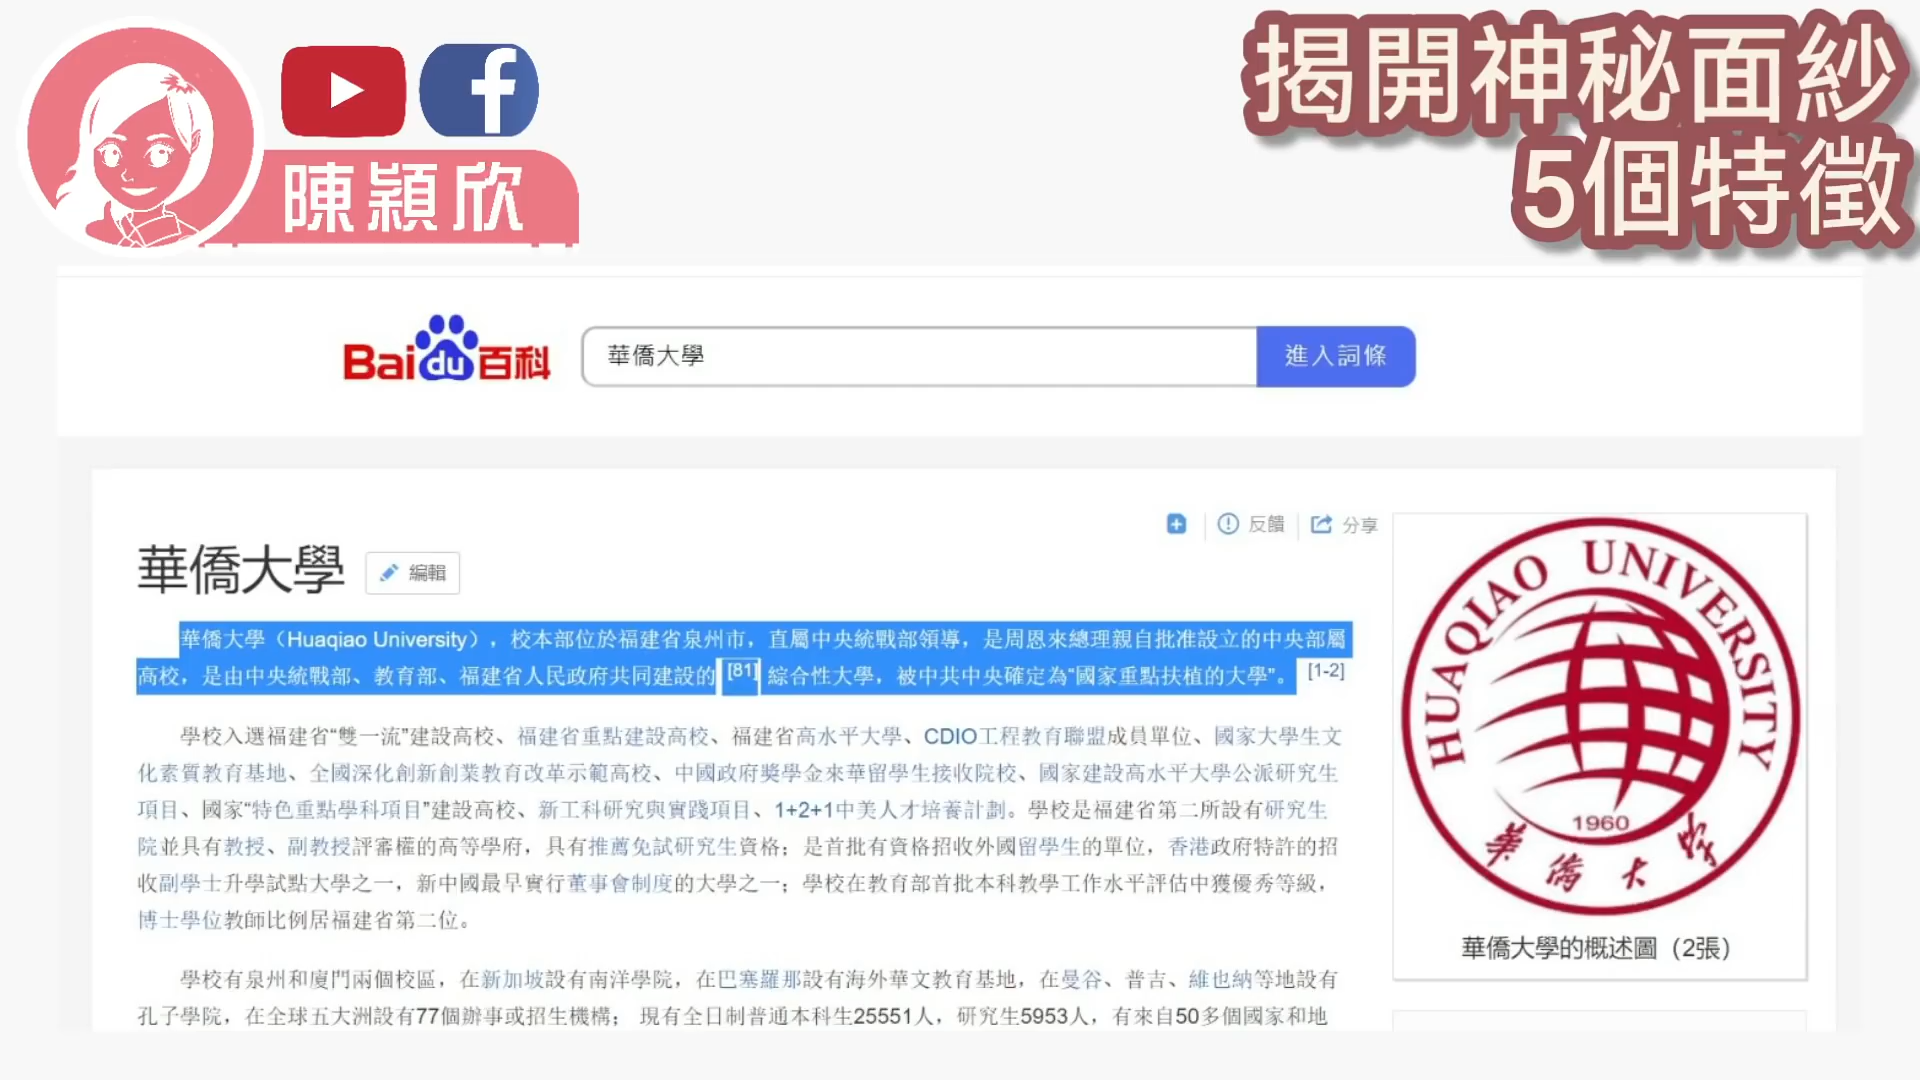 陳穎欣
揭開神秘面紗
5個特徵
Baidu百科
華僑大學
進入詞條
反饋
分享
華僑大學
編輯
華僑大學（Huaqiao University），校本部位於福建省泉州市，直屬中央統戰部領導，是周恩來總理親自批准設立的中央部屬
高校，是由中央統戰部、教育部、福建省人民政府共同建設的 [81] 綜合性大學，被中共中央確定為“國家重點扶植的大學”。 [1-2]
學校入選福建省“雙一流”建設高校、福建省重點建設高校、福建省高水平大學、CDIO工程教育聯盟成員單位、國家大學生文
化素質教育基地、全國深化創新創業教育改革示範高校、中國政府獎學金來華留學生接收院校、國家建設高水平大學公派研究生
項目、國家“特色重點學科項目”建設高校、新工科研究與實踐項目、1+2+1中美人才培養計劃。學校是福建省第二所設有研究生
院並具有教授、副教授評審權的高等學府，具有推薦免試研究生資格；是首批有資格招收外國留學生的單位，香港政府特許的招
收副學士升學試點大學之一，新中國最早實行董事會制度的大學之一；學校在教育部首批本科教學工作水平評估中獲優秀等級，
博士學位教師比例居福建省第二位。
學校有泉州和廈門兩個校區，在新加坡設有南洋學院，在巴塞羅那設有海外華文教育基地，在曼谷、普吉、維也納等地設有
孔子學院，在全球五大洲設有77個辦事或招生機構； 現有全日制普通本科生25551人，研究生5953人，有來自50多個國家和地
HUAQIAO UNIVERSITY
1960
華僑大學
華僑大學的概述圖（2張）